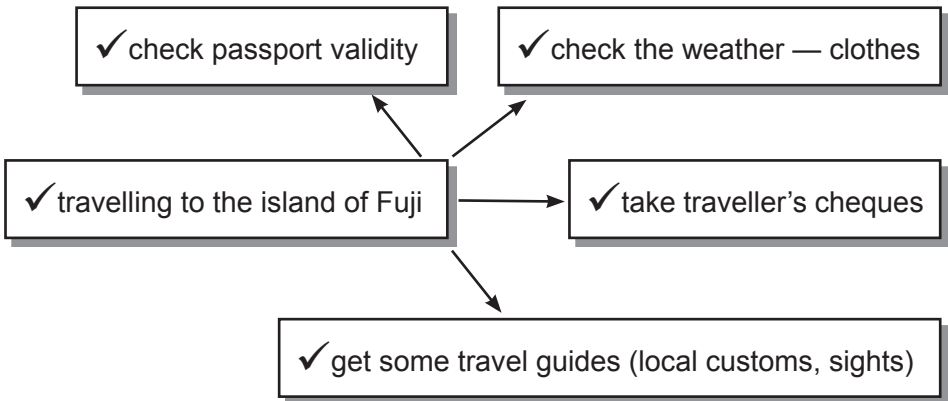 ✓ check passport validity
✓ check the weather — clothes
✓ travelling to the island of Fuji
✓ take traveller's cheques
✓ get some travel guides (local customs, sights)